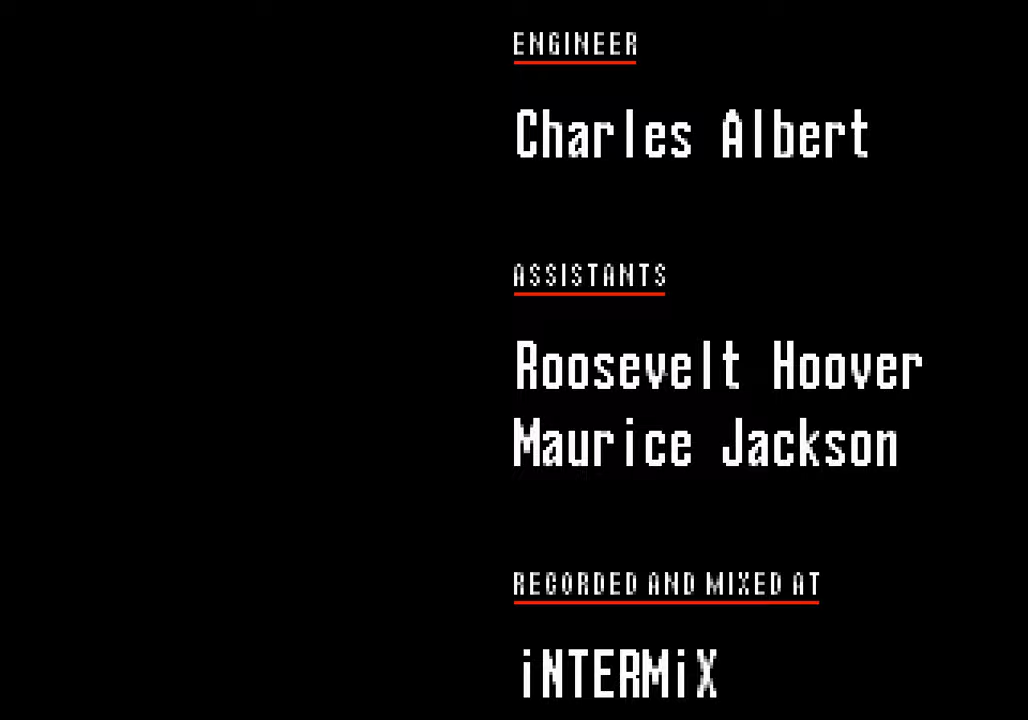 ENGINEER
Charles Albert
ASSISTANTS
Roosevelt Hoover
Maurice Jackson
RECORDED AND MIXED AT
iNTERMiX